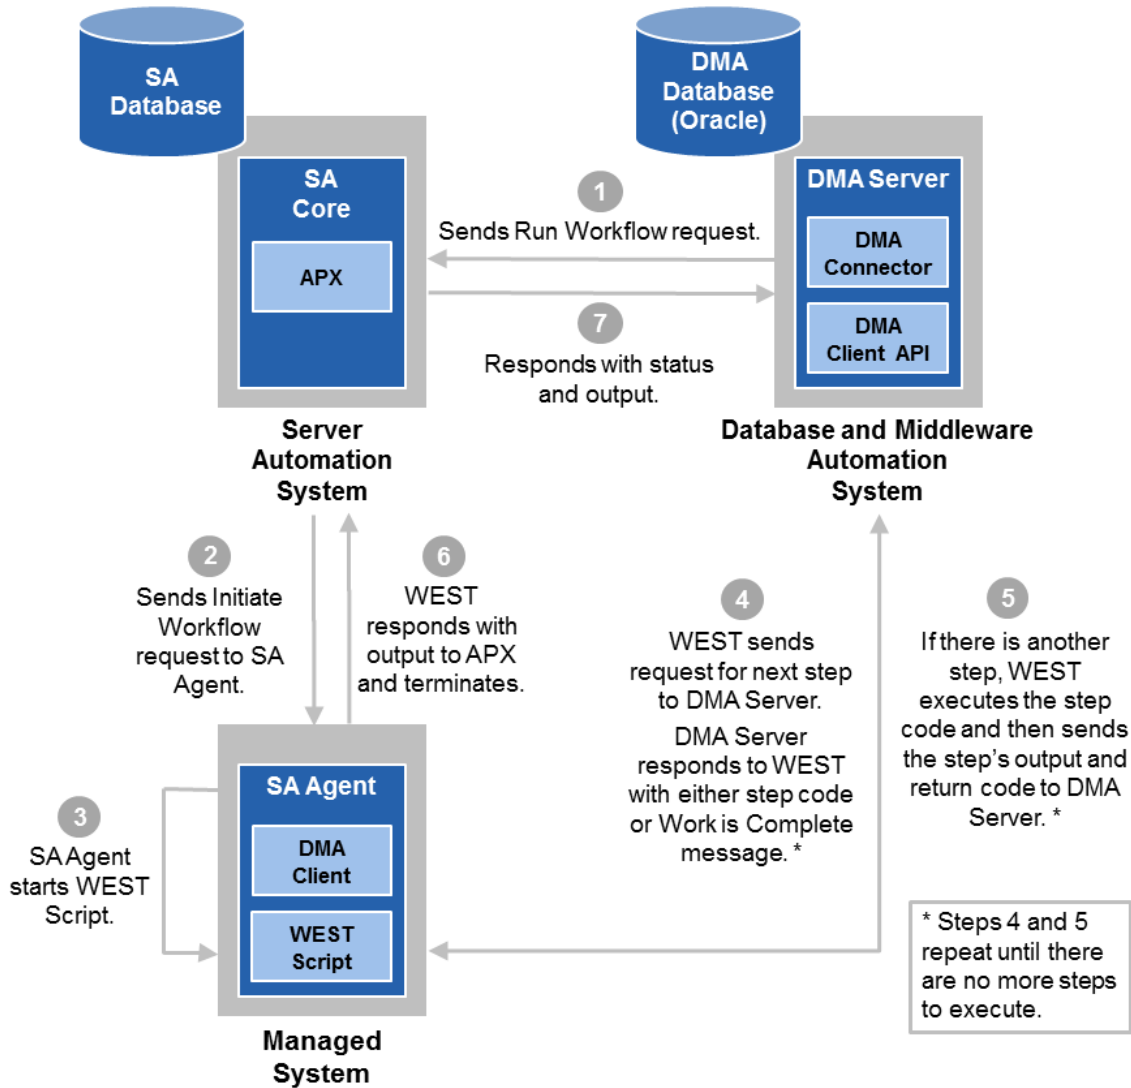 SA
Database
DMA
Database
(Oracle)
SA
Core
APX
1
Sends Run Workflow request.
7
Responds with status
and output.
DMA Server
DMA
Connector
DMA
Client API
Server
Automation
System
Database and Middleware
Automation
System
2
Sends Initiate
Workflow
request to SA
Agent.
6
WEST
responds with
output to APX
and terminates.
4
WEST sends
request for next step
to DMA Server.
DMA Server
responds to WEST
with either step code
or Work is Complete
message. *
5
If there is another
step, WEST
executes the step
code and then sends
the step’s output and
return code to DMA
Server. *
3
SA Agent
starts WEST
Script.
SA Agent
DMA
Client
WEST
Script
* Steps 4 and 5
repeat until there
are no more steps
to execute.
Managed
System